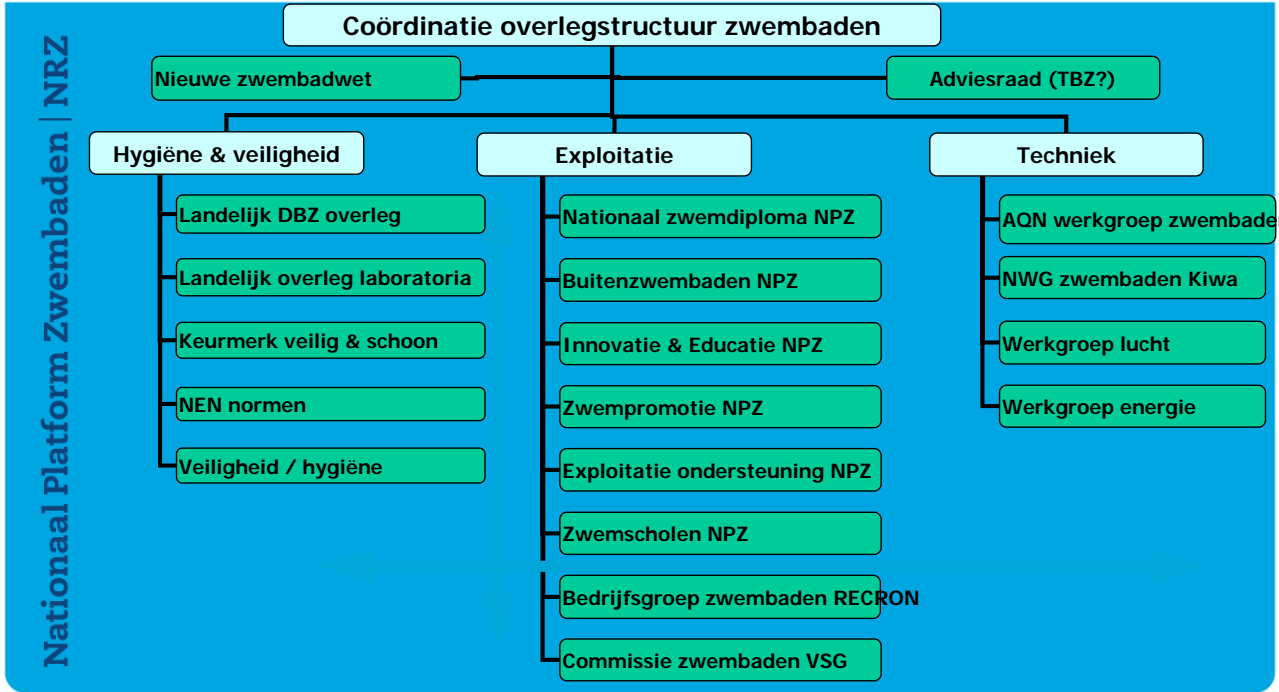 Coördinatie overlegstructuur zwembaden
Nieuwe zwembadwet
Adviesraad (TBZ?)
Nationaal Platform Zwembaden | NRZ
Hygiëne & veiligheid
Landelijk DBZ overleg
Landelijk overleg laboratoria
Keurmerk veilig & schoon
NEN normen
Veiligheid / hygiëne
Exploitatie
Nationaal zwemdiploma NPZ
Buitenzwembaden NPZ
Innovatie & Educatie NPZ
Zwempromotie NPZ
Exploitatie ondersteuning NPZ
Zwemscholen NPZ
Bedrijfsgroep zwembaden RECRON
Commissie zwembaden VSG
Techniek
AQN werkgroep zwembade
NWG zwembaden Kiwa
Werkgroep lucht
Werkgroep energie